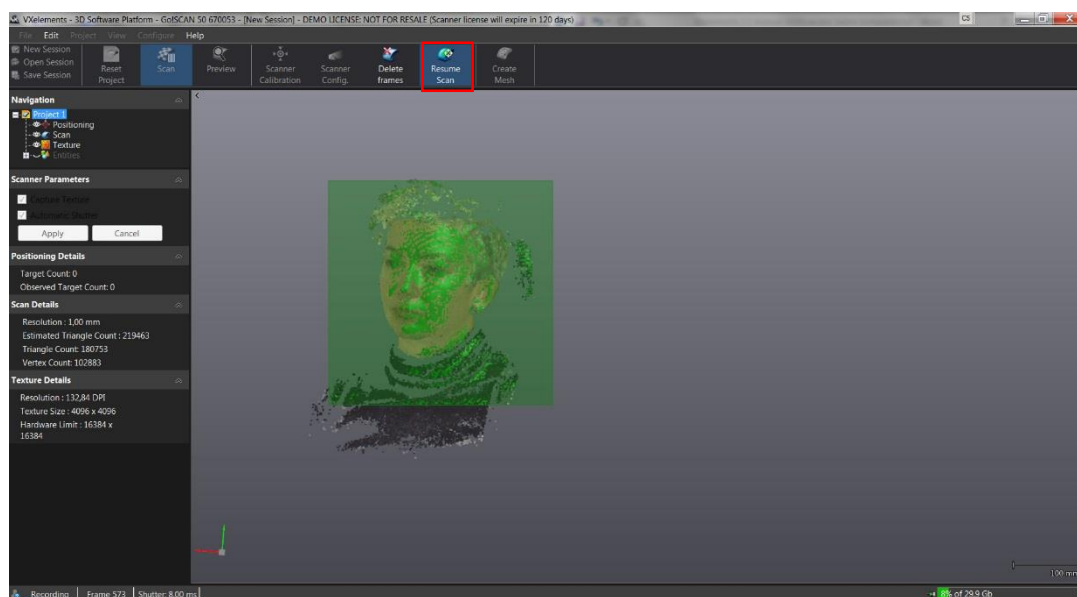 VXelements - 3D Software Platform - Go!SCAN 50 670053 - [New Session] - DEMO LICENSE: NOT FOR RESALE (Scanner license will expire in 120 days)
CS
File Edit Project View Configure Help
New Session
Open Session
Save Session
Reset Project
Scan
Preview
Scanner Calibration
Scanner Config.
Delete frames
Resume Scan
Create Mesh
Navigation
Project 1
Positioning
Scan
Texture
Entities
Scanner Parameters
Capture Texture
Automatic Shutter
Apply Cancel
Positioning Details
Target Count: 0
Observed Target Count: 0
Scan Details
Resolution : 1,00 mm
Estimated Triangle Count : 219463
Triangle Count: 180753
Vertex Count: 102883
Texture Details
Resolution : 132,84 DPI
Texture Size : 4096 x 4096
Hardware Limit : 16384 x
16384
100 mm
Recording Frame 573 Shutter: 8.00 ms 8% of 29.9 Gb